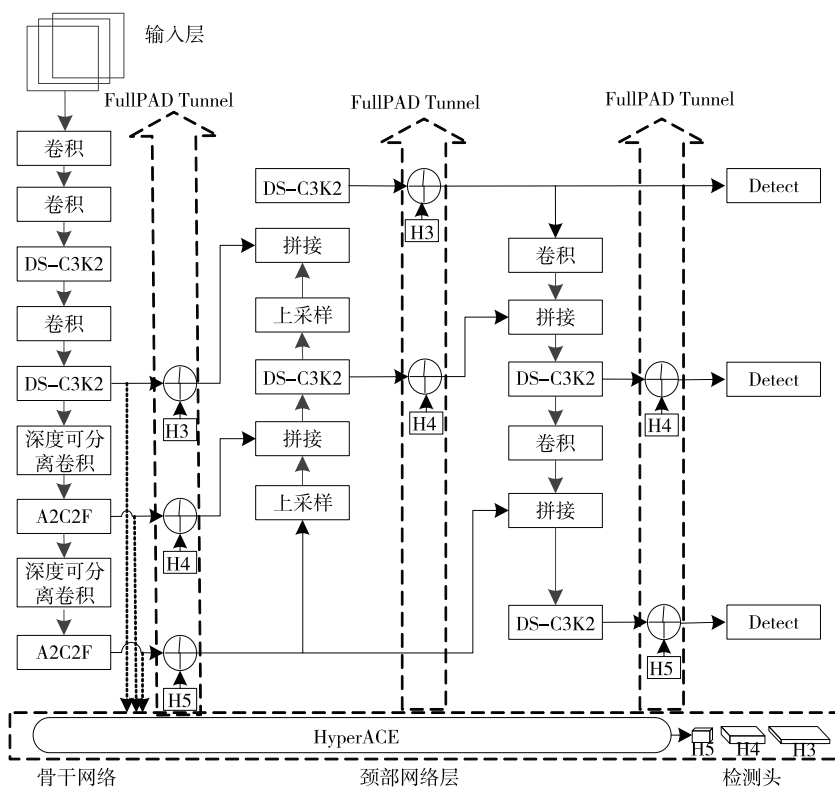 输入层
FullPAD Tunnel
FullPAD Tunnel
FullPAD Tunnel
卷积
卷积
DS-C3K2
卷积
DS-C3K2
深度可分
离卷积
A2C2F
深度可分
离卷积
A2C2F
H3
H4
H5
DS-C3K2
拼接
上采样
DS-C3K2
拼接
上采样
H3
H4
卷积
拼接
DS-C3K2
卷积
拼接
DS-C3K2
H4
H5
Detect
Detect
Detect
HyperACE
H5
H4
H3
骨干网络
颈部网络层
检测头